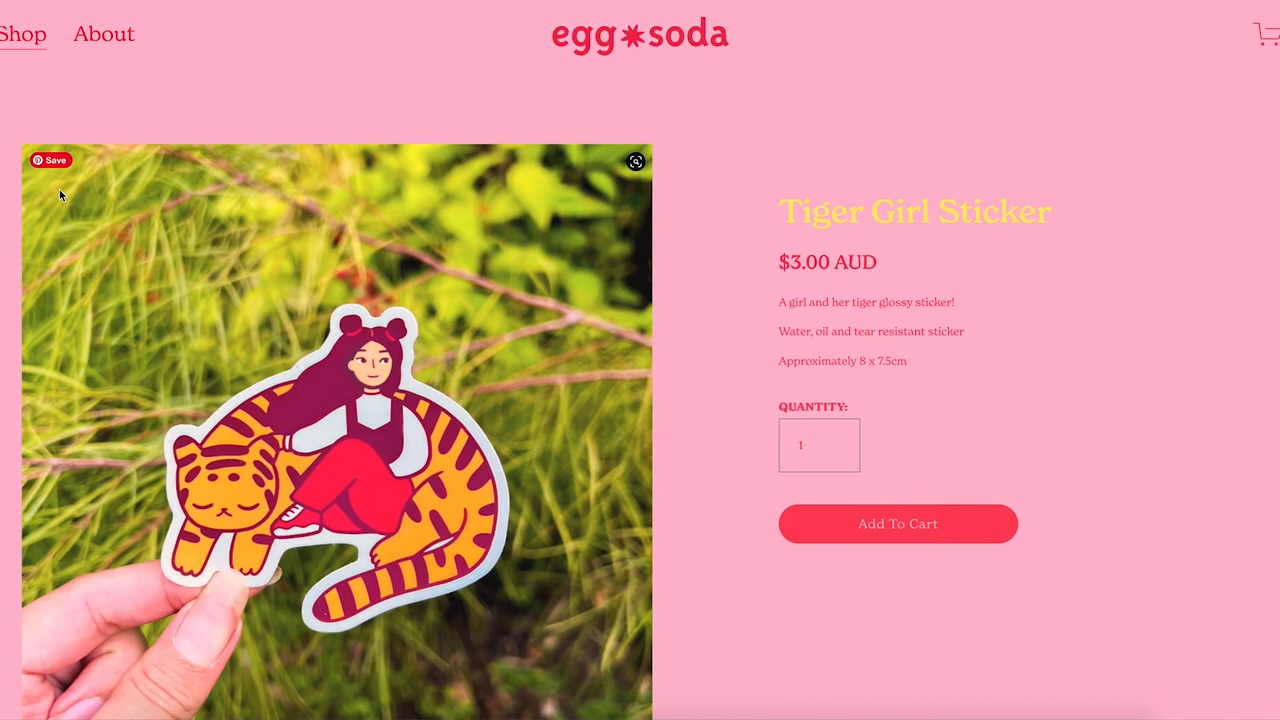 Shop About
egg✷soda
Save
Tiger Girl Sticker
$3.00 AUD
A girl and her tiger glossy sticker!
Water, oil and tear resistant sticker
Approximately 8 x 7.5cm
QUANTITY:
1
Add To Cart